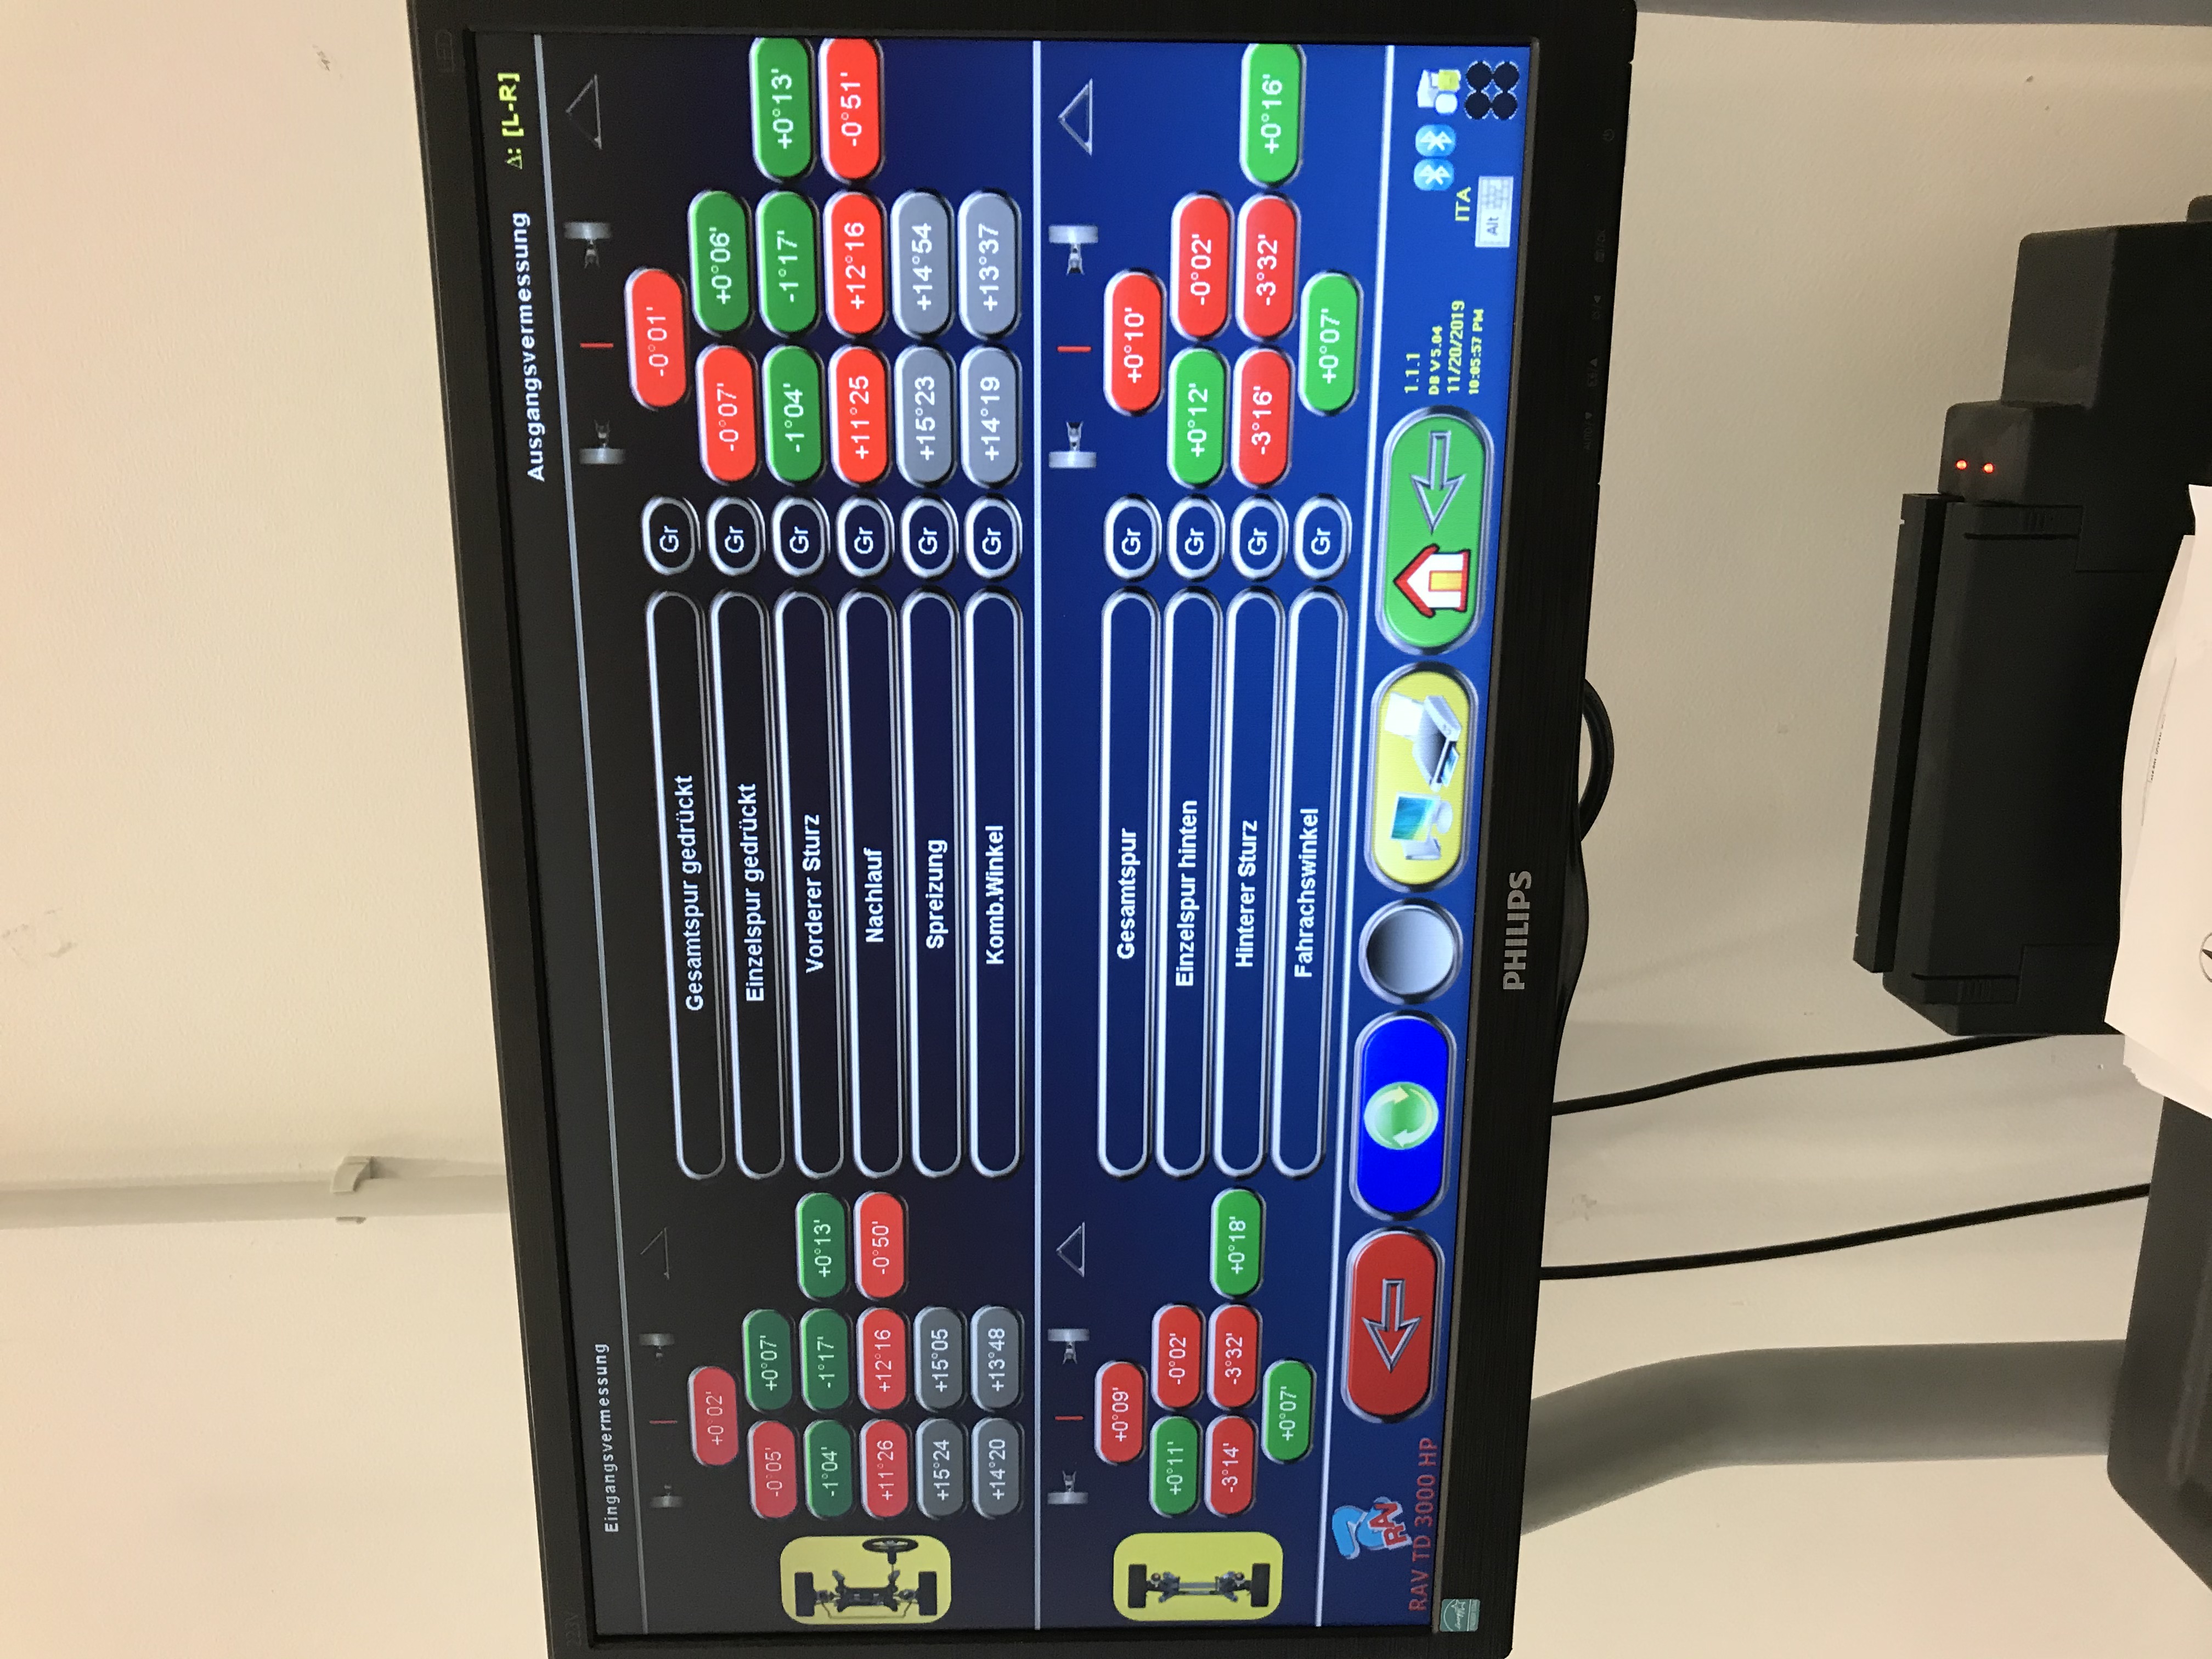 Ausgangsvermessung Δ: [L-R]
Eingangsvermessung
+0°02' Gesamtspur gedrückt Gr -0°01'
-0°05' +0°07' Einzelspur gedrückt Gr -0°07' +0°06'
-1°04' -1°17' +0°13' Vorderer Sturz Gr -1°04' -1°17' +0°13'
+11°26 +12°16 -0°50' Nachlauf Gr +11°25 +12°16 -0°51'
+15°24 +15°05 Spreizung Gr +15°23 +14°54
+14°20 +13°48 Komb.Winkel Gr +14°19 +13°37
+0°09' Gesamtspur Gr +0°10'
+0°11' -0°02' Einzelspur hinten Gr +0°12' -0°02'
-3°14' -3°32' +0°18' Hinterer Sturz Gr -3°16' -3°32' +0°16'
+0°07' Fahrachswinkel Gr +0°07'
RAV
RAV TD 3000 HP
1.1.1
DB V 5.04
11/20/2019
10:05:57 PM
ITA
Alt
PHILIPS
223V
LED